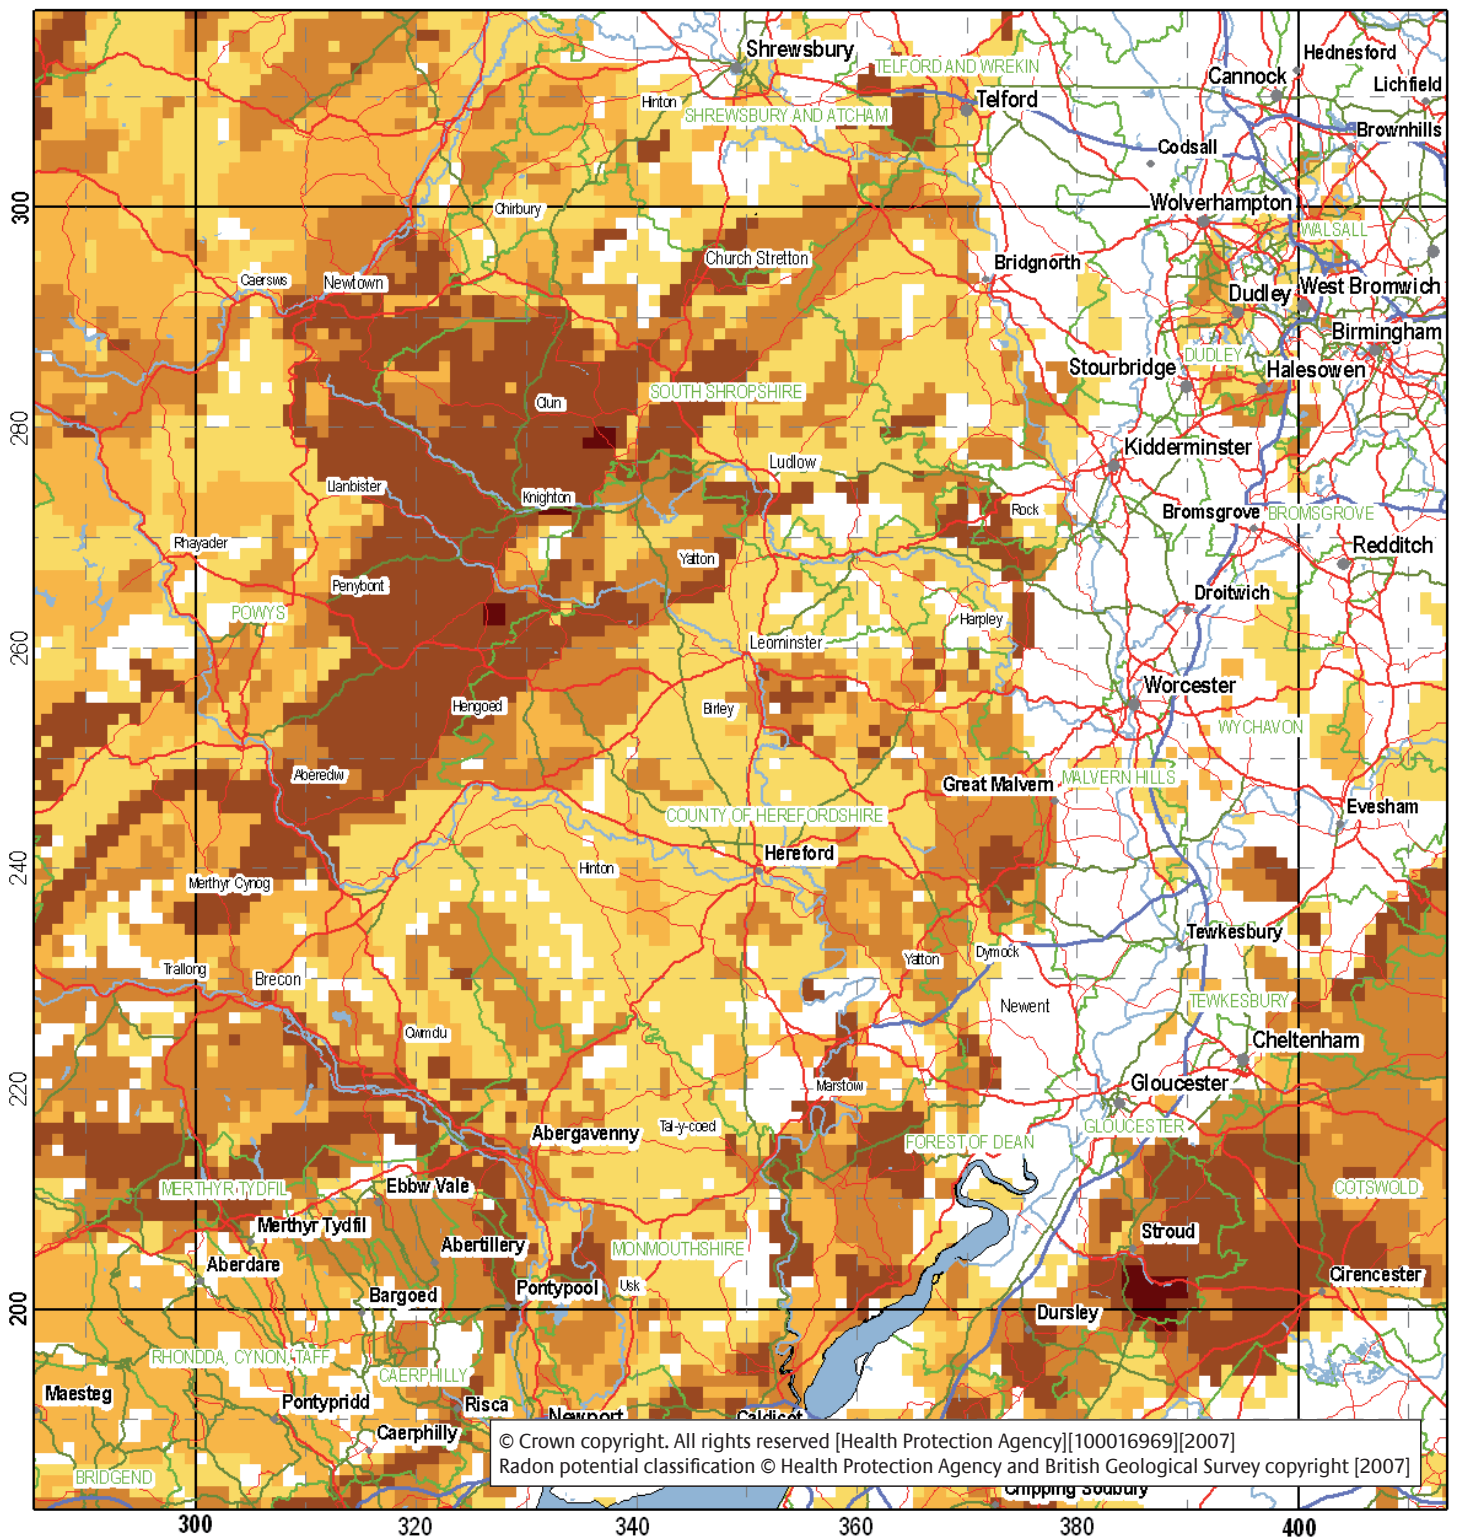 Shrewsbury
Hednesford
TELFORD AND WREKIN
Cannock
Lichfield
Hinton
Telford
SHREWSBURY AND ATCHAM
Brownhills
Codsall
300
Chirbury
Wolverhampton
WALSALL
Church Stretton
Bridgnorth
Caersws
Newtown
Dudley
West Bromwich
Birmingham
DUDLEY
Stourbridge
Halesowen
SOUTH SHROPSHIRE
Clun
280
Kidderminster
Ludlow
Llanbister
Knighton
Rock
Bromsgrove
BROMSGROVE
Rhayader
Yatton
Redditch
Penybont
Droitwich
POWYS
Harpley
260
Leominster
Worcester
Hengoed
Birley
WYCHAVON
Aberedw
Great Malvern
MALVERN HILLS
COUNTY OF HEREFORDSHIRE
Evesham
Hereford
240
Hinton
Merthyr Cynog
Tewkesbury
Trallong
Brecon
Yatton
Dymock
Newent
TEWKESBURY
Cwmdu
Cheltenham
220
Marstow
Gloucester
Abergavenny
Tal-y-coed
GLOUCESTER
FOREST OF DEAN
MERTHYR TYDFIL
Ebbw Vale
COTSWOLD
Merthyr Tydfil
Abertillery
MONMOUTHSHIRE
Stroud
Aberdare
Bargoed
Pontypool
Usk
Cirencester
200
Dursley
RHONDDA, CYNON, TAFF
CAERPHILLY
Maesteg
Pontypridd
Risca
Newport
Caldicot
Caerphilly
BRIDGEND
© Crown copyright. All rights reserved [Health Protection Agency][100016969][2007]
Radon potential classification © Health Protection Agency and British Geological Survey copyright [2007]
Chipping Sodbury
300 320 340 360 380 400